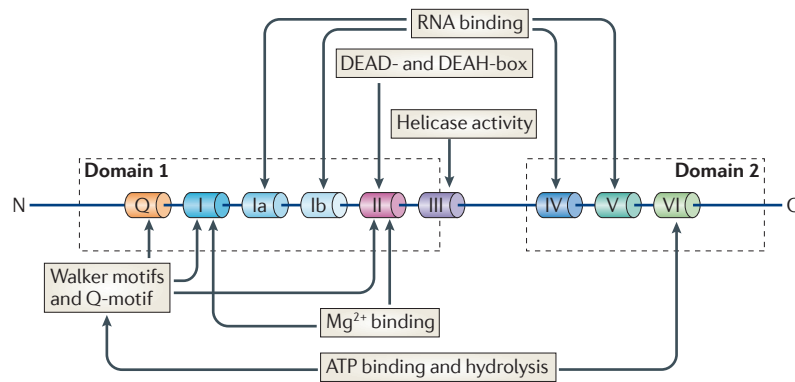 RNA binding
DEAD- and DEAH-box
Helicase activity
Domain 1
Domain 2
N
Q
I
Ia
Ib
II
III
IV
V
VI
Walker motifs
and Q-motif
Mg²⁺ binding
ATP binding and hydrolysis